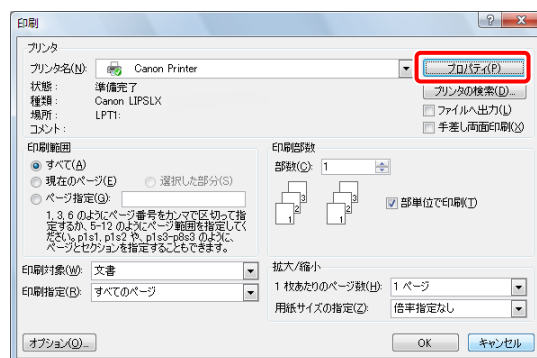 印刷
プリンタ
プリンタ名(N): Canon Printer プロパティ(P)
状態: 準備完了 プリンタの検索(D)...
種類: Canon LIPSLX
場所: LPT1: ファイルへ出力(L)
コメント: 手差し両面印刷(X)
印刷範囲
すべて(A)
現在のページ(E) 選択した部分(S)
ページ指定(G):
1,3,6 のようにページ番号をカンマで区切って指
定するか、5-12 のようにページ範囲を指定してく
ださい。p1s1, p1s2 や、p1s3-p8s3 のように、
ページとセクションを指定することもできます。
印刷部数
部数(C): 1
1 2 3 1 2 3
部単位で印刷(T)
印刷対象(W): 文書
印刷指定(R): すべてのページ
拡大/縮小
1 枚あたりのページ数(H): 1 ページ
用紙サイズの指定(Z): 倍率指定なし
オプション(O)... OK キャンセル